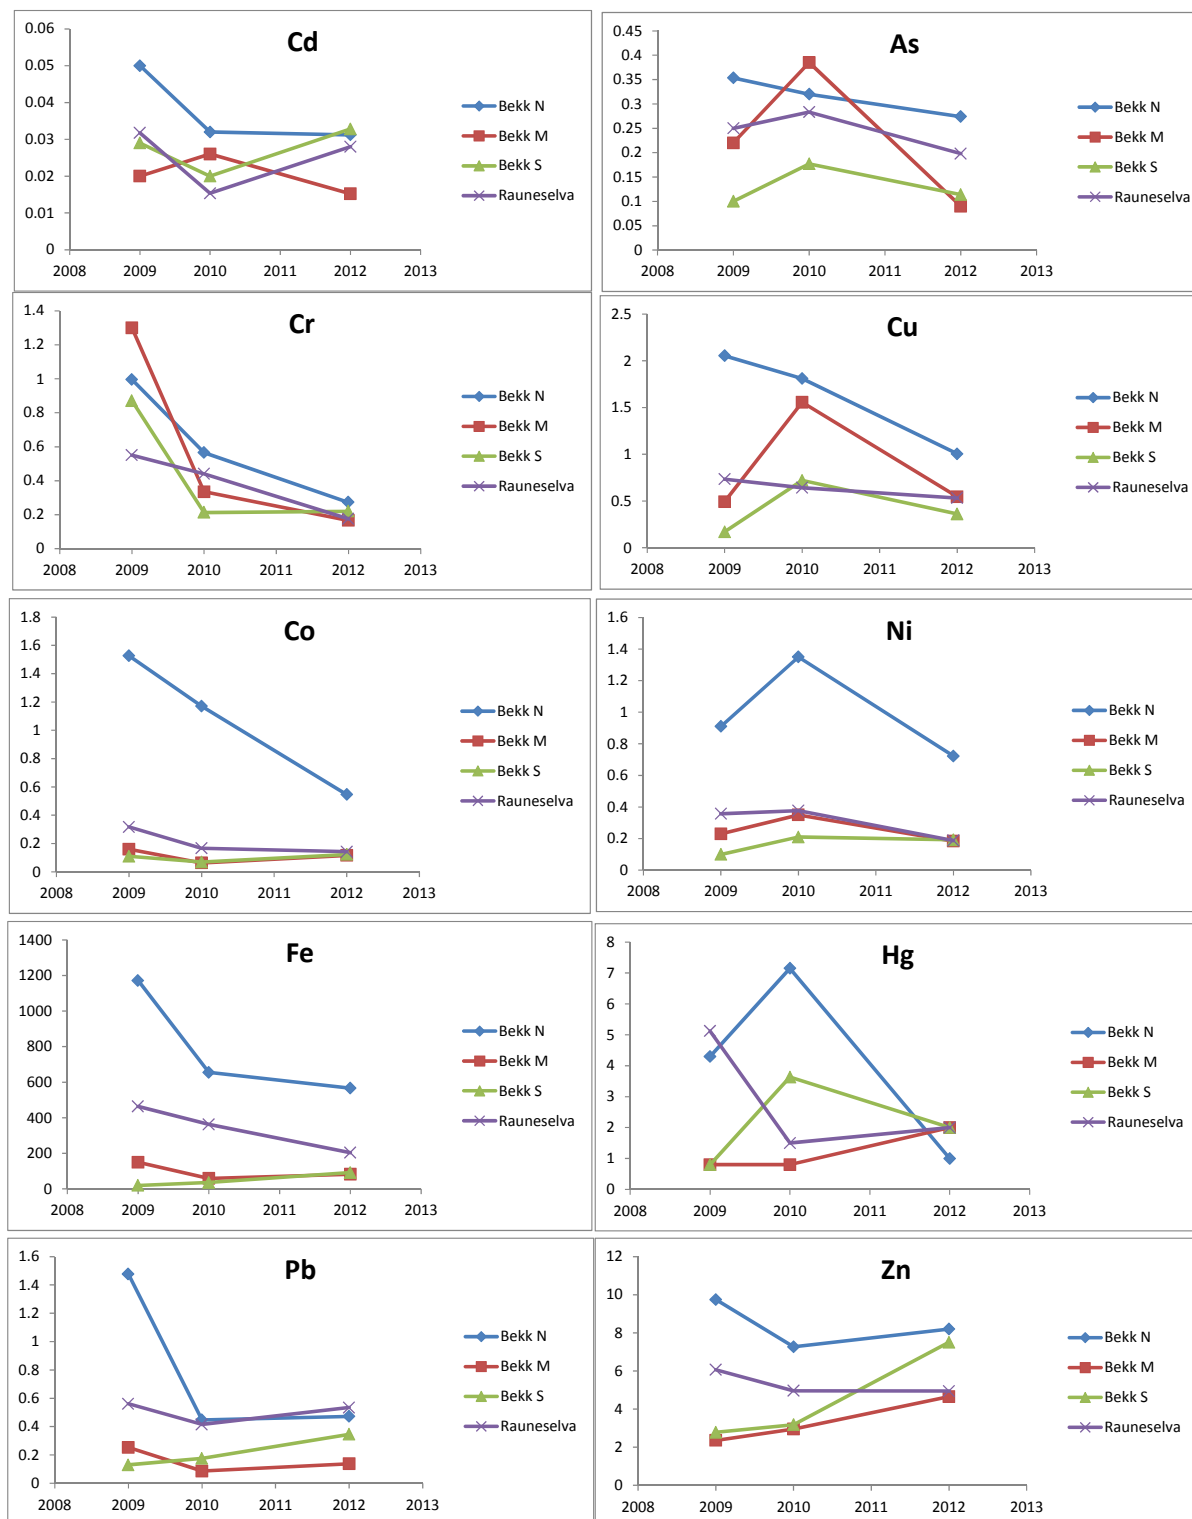 Cd
0.06
0.05
0.04
0.03
0.02
0.01
0
2008 2009 2010 2011 2012 2013
Bekk N
Bekk M
Bekk S
Rauneselva
As
0.45
0.4
0.35
0.3
0.25
0.2
0.15
0.1
0.05
0
2008 2009 2010 2011 2012 2013
Bekk N
Bekk M
Bekk S
Rauneselva
Cr
1.4
1.2
1
0.8
0.6
0.4
0.2
0
2008 2009 2010 2011 2012 2013
Bekk N
Bekk M
Bekk S
Rauneselva
Cu
2.5
2
1.5
1
0.5
0
2008 2009 2010 2011 2012 2013
Bekk N
Bekk M
Bekk S
Rauneselva
Co
1.8
1.6
1.4
1.2
1
0.8
0.6
0.4
0.2
0
2008 2009 2010 2011 2012 2013
Bekk N
Bekk M
Bekk S
Rauneselva
Ni
1.6
1.4
1.2
1
0.8
0.6
0.4
0.2
0
2008 2009 2010 2011 2012 2013
Bekk N
Bekk M
Bekk S
Rauneselva
Fe
1400
1200
1000
800
600
400
200
0
2008 2009 2010 2011 2012 2013
Bekk N
Bekk M
Bekk S
Rauneselva
Hg
8
7
6
5
4
3
2
1
0
2008 2009 2010 2011 2012 2013
Bekk N
Bekk M
Bekk S
Rauneselva
Pb
1.6
1.4
1.2
1
0.8
0.6
0.4
0.2
0
2008 2009 2010 2011 2012 2013
Bekk N
Bekk M
Bekk S
Rauneselva
Zn
12
10
8
6
4
2
0
2008 2009 2010 2011 2012 2013
Bekk N
Bekk M
Bekk S
Rauneselva